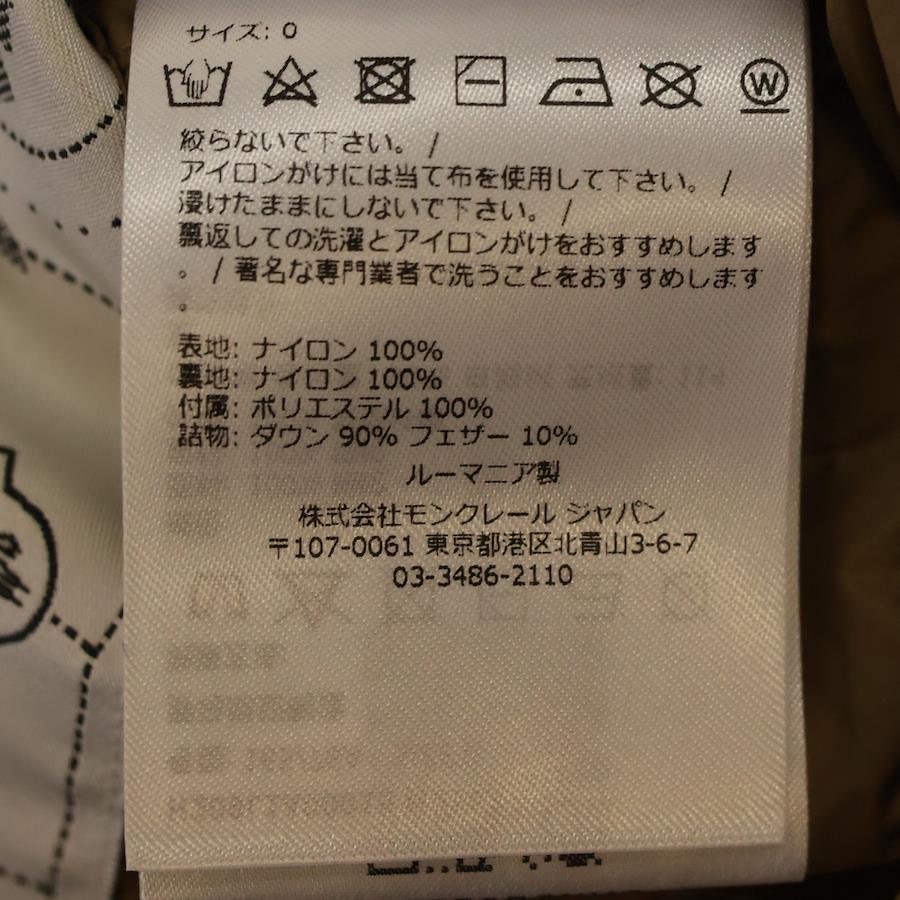 サイズ: 0
W
絞らないで下さい。 /
アイロンがけには当て布を使用して下さい。 /
浸けたままにしないで下さい。 /
裏返しての洗濯とアイロンがけをおすすめします
。 / 著名な専門業者で洗うことをおすすめします
。
表地: ナイロン 100%
裏地: ナイロン 100%
付属: ポリエステル 100%
詰物: ダウン 90% フェザー 10%
ルーマニア製
株式会社モンクレール ジャパン
〒107-0061 東京都港区北青山3-6-7
03-3486-2110